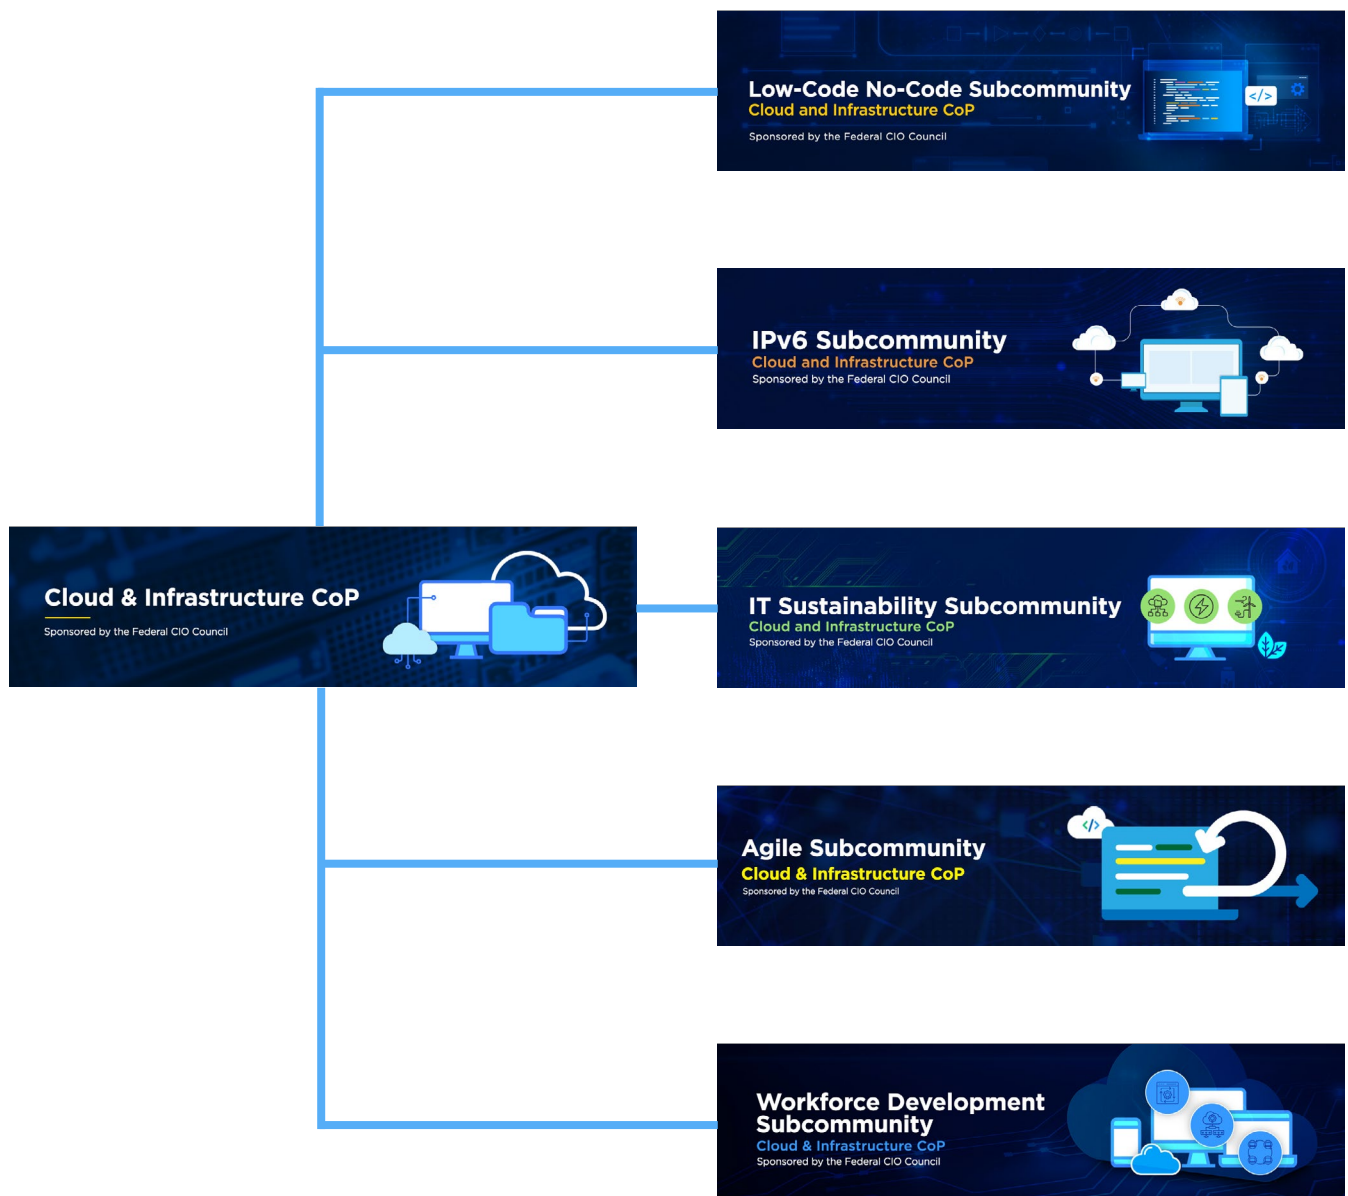 Low-Code No-Code Subcommunity
Cloud and Infrastructure CoP
Sponsored by the Federal CIO Council
</>
IPv6 Subcommunity
Cloud and Infrastructure CoP
Sponsored by the Federal CIO Council
Cloud & Infrastructure CoP
Sponsored by the Federal CIO Council
IT Sustainability Subcommunity
Cloud and Infrastructure CoP
Sponsored by the Federal CIO Council
Agile Subcommunity
Cloud & Infrastructure CoP
Sponsored by the Federal CIO Council
</>
Workforce Development
Subcommunity
Cloud & Infrastructure CoP
Sponsored by the Federal CIO Council